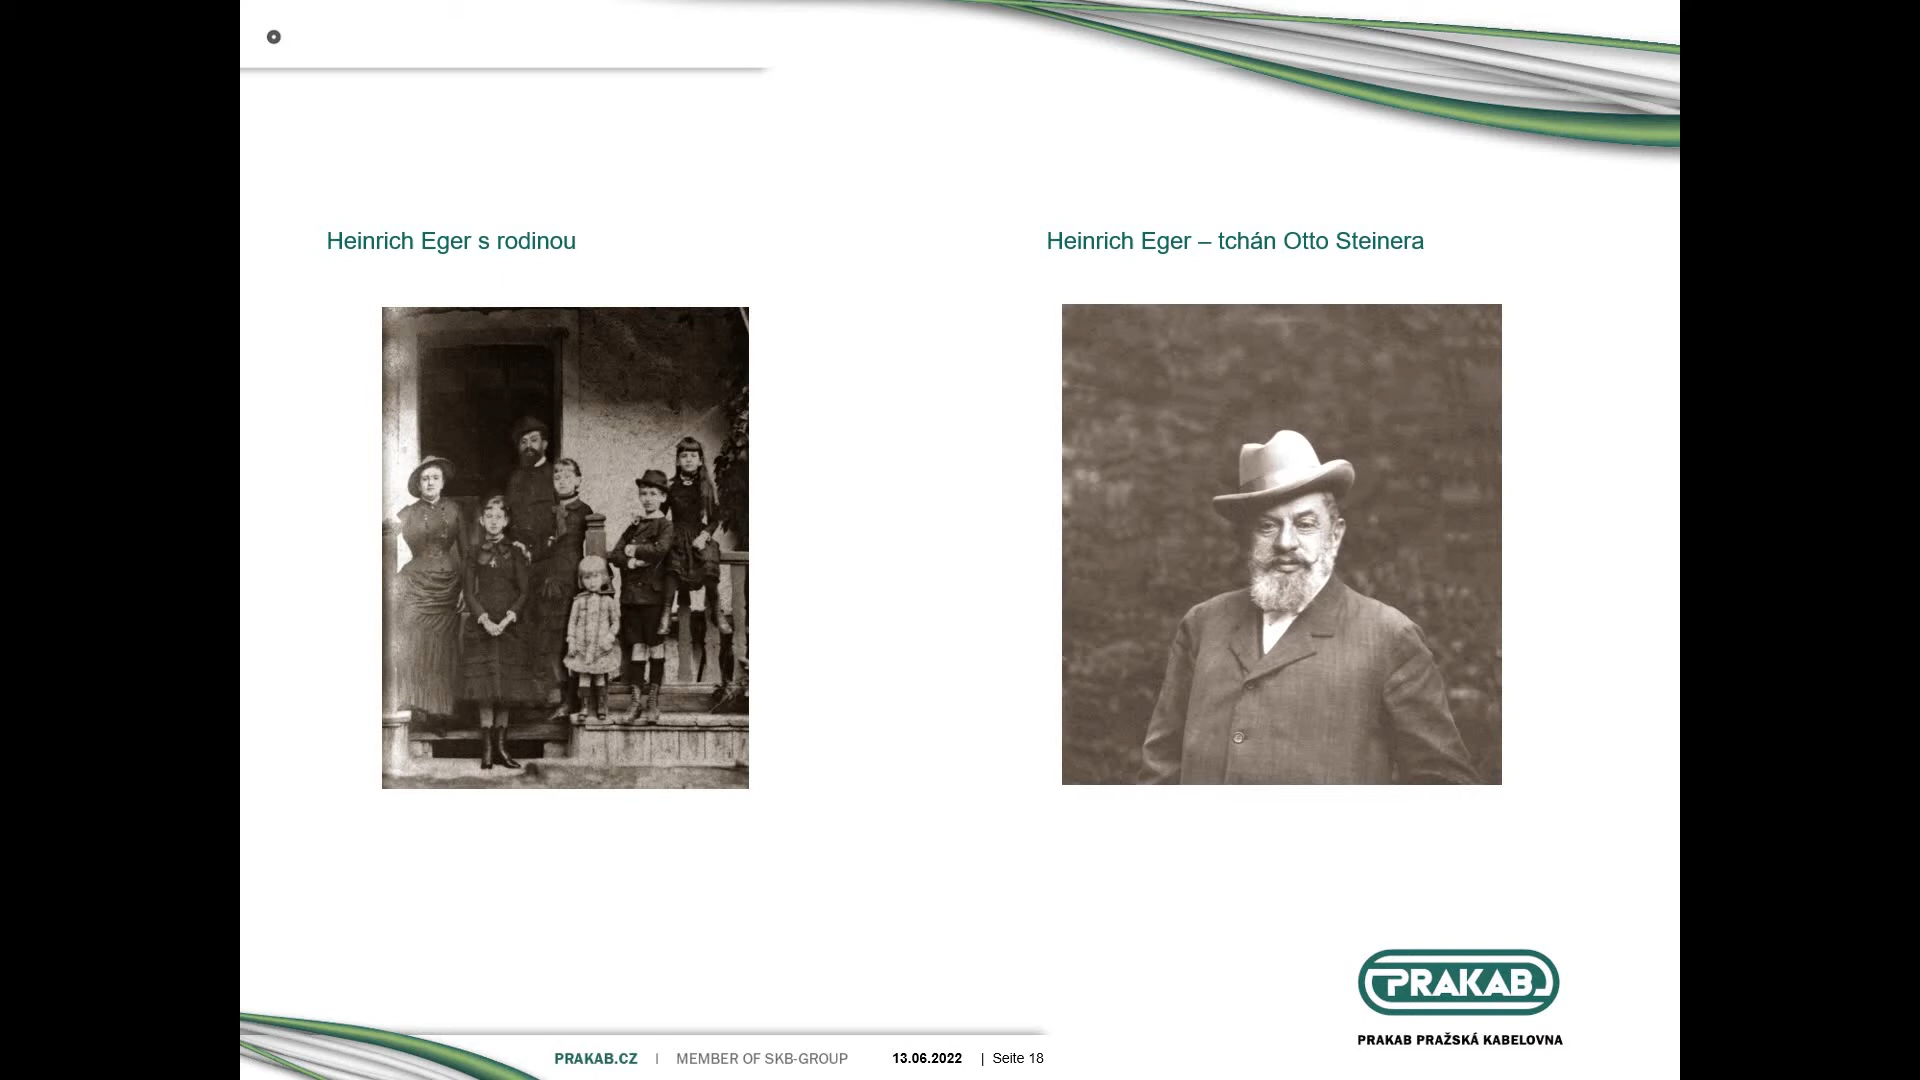 Heinrich Eger s rodinou
Heinrich Eger – tchán Otto Steinera
PRAKAB
PRAKAB PRAŽSKÁ KABELOVNA
PRAKAB.CZ | MEMBER OF SKB-GROUP 13.06.2022 | Seite 18